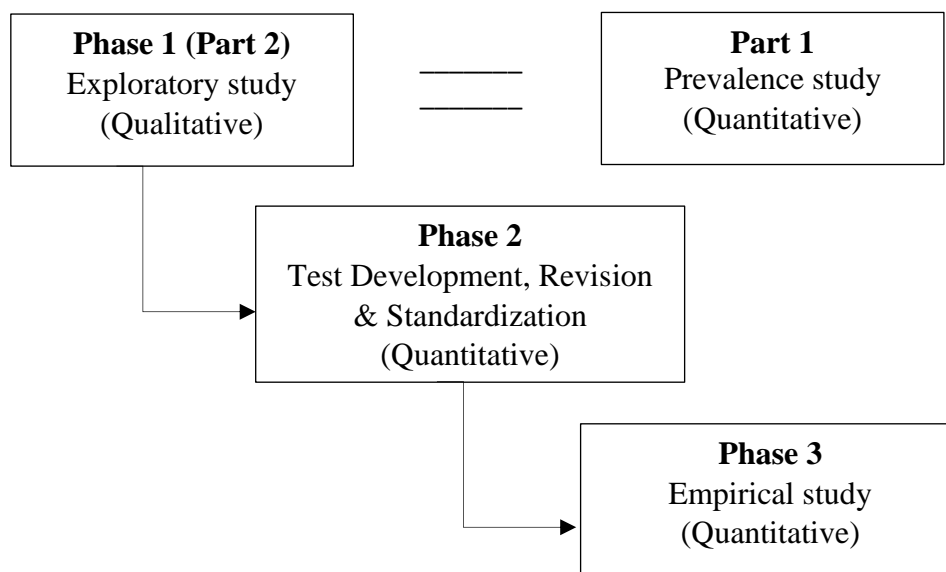 Phase 1 (Part 2)
Exploratory study
(Qualitative)
Part 1
Prevalence study
(Quantitative)
Phase 2
Test Development, Revision
& Standardization
(Quantitative)
Phase 3
Empirical study
(Quantitative)